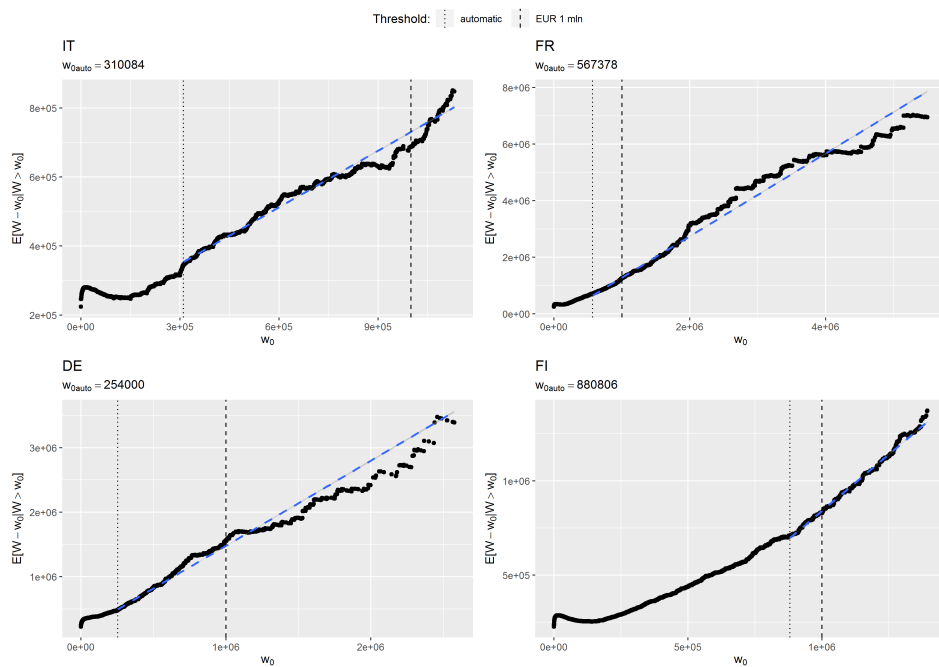 Threshold: automatic EUR 1 mln
IT
w0auto = 310084
8e+05
6e+05
4e+05
2e+05
E[W − w0|W > w0]
0e+00 3e+05 6e+05 9e+05
w0
FR
w0auto = 567378
8e+06
6e+06
4e+06
2e+06
0e+00
E[W − w0|W > w0]
0e+00 2e+06 4e+06
w0
DE
w0auto = 254000
3e+06
2e+06
1e+06
E[W − w0|W > w0]
0e+00 1e+06 2e+06
w0
FI
w0auto = 880806
1e+06
5e+05
E[W − w0|W > w0]
0e+00 5e+05 1e+06
w0